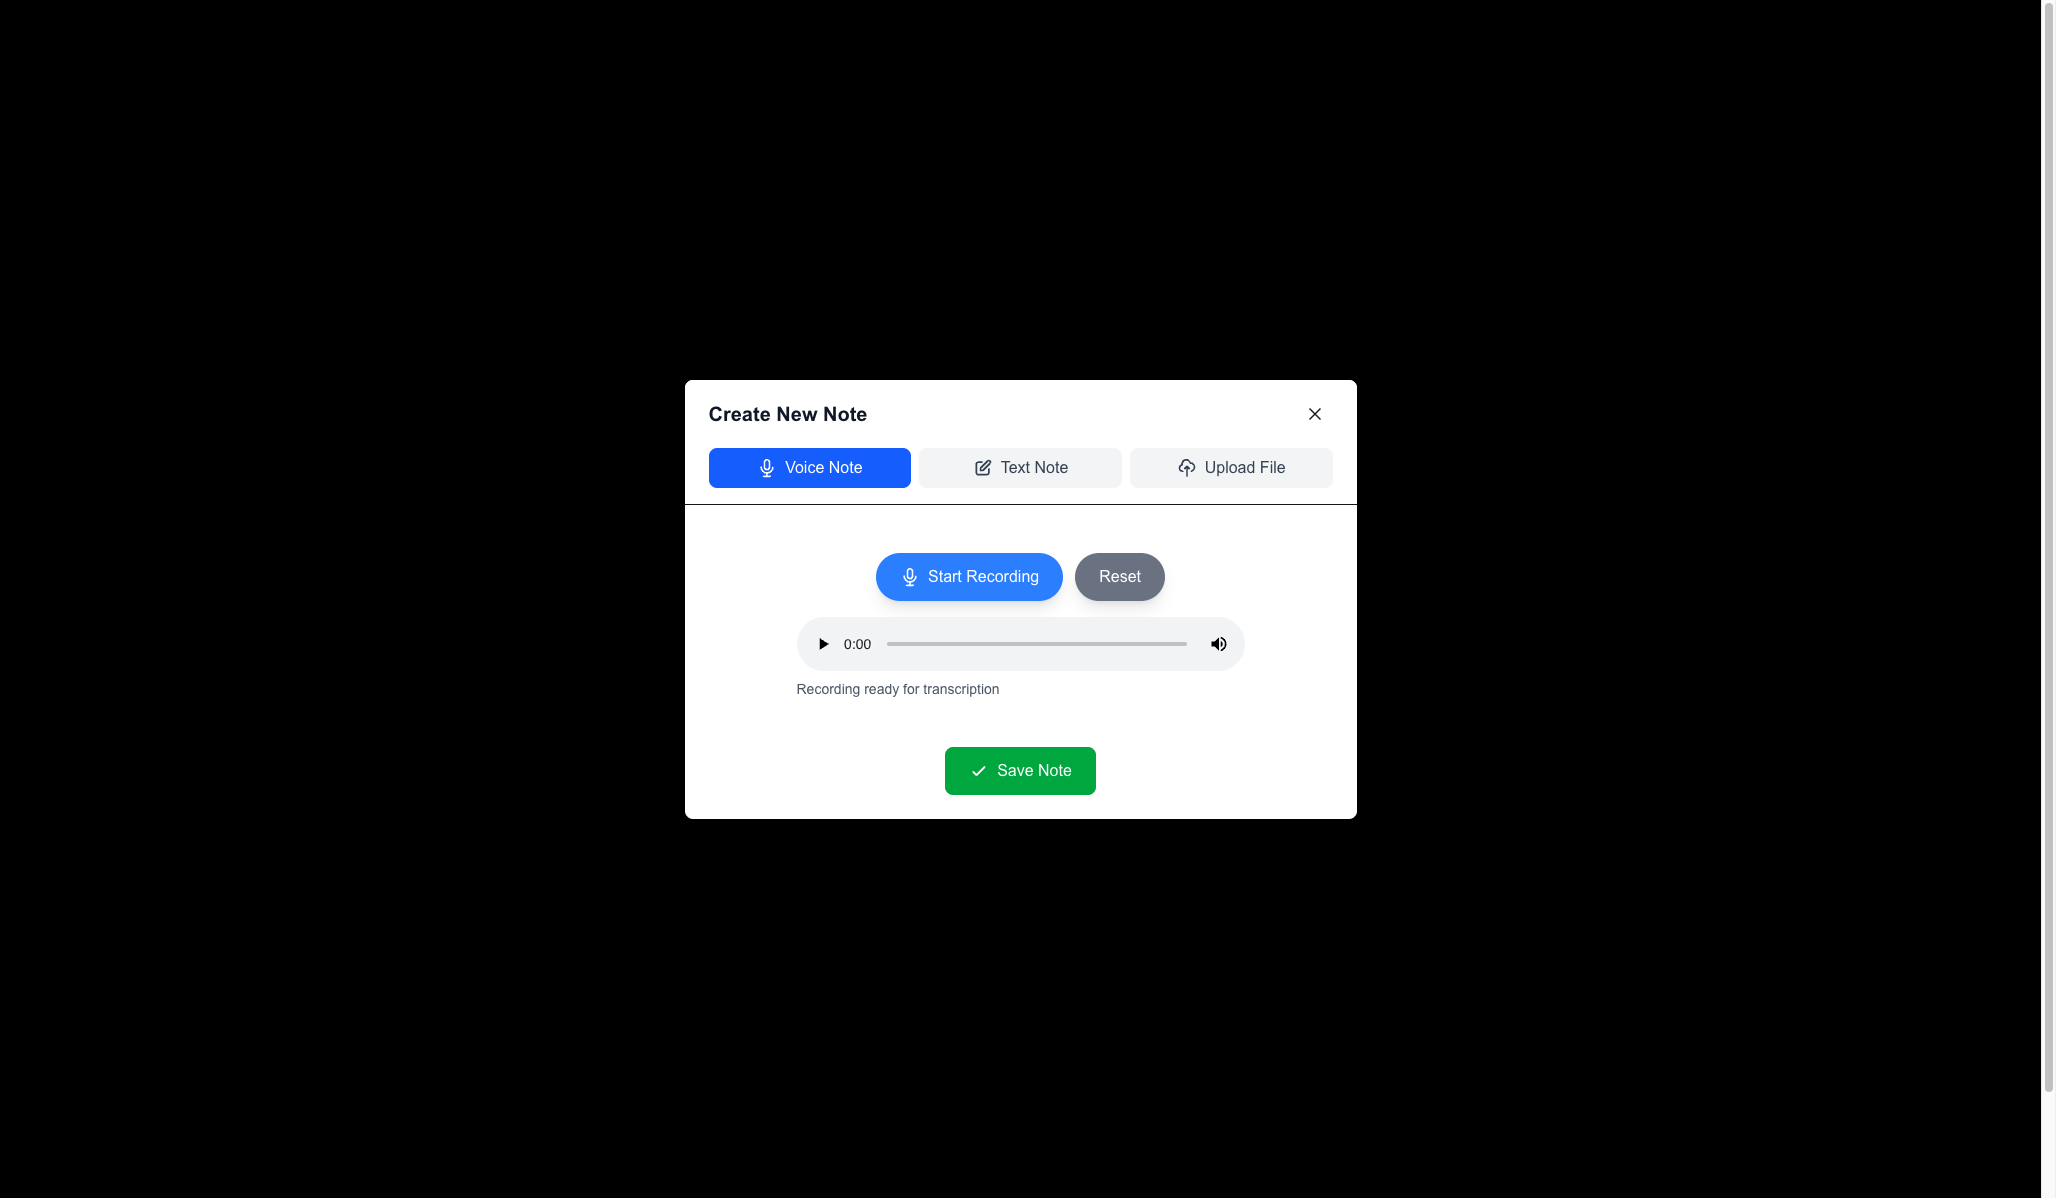 Create New Note
Voice Note
Text Note
Upload File
Start Recording
Reset
0:00
Recording ready for transcription
Save Note